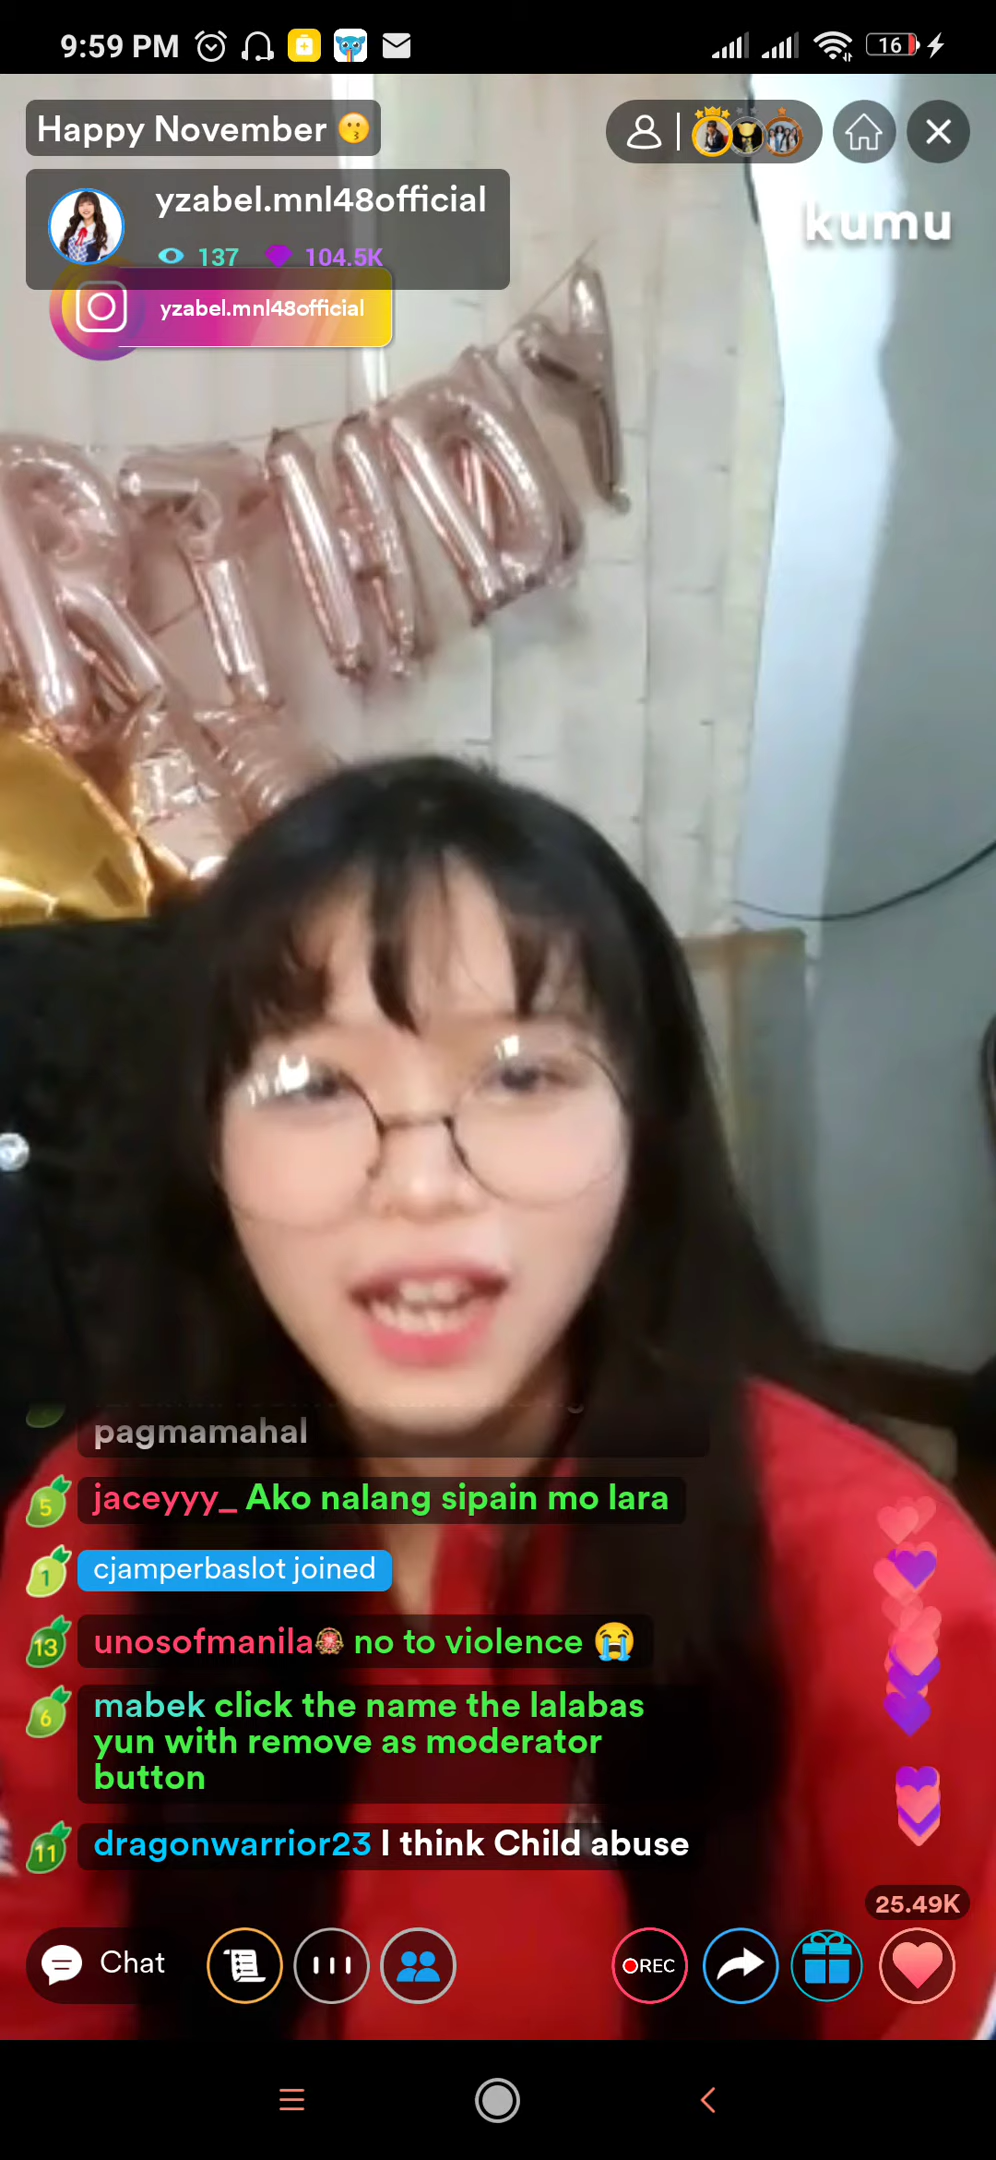 9:59 PM
16
Happy November 😗
yzabel.mnl48official
137 104.5K
kumu
yzabel.mnl48official
RTHDAY
pagmamahal
5 jaceyyy_ Ako nalang sipain mo lara
1 cjamperbaslot joined
13 unosofmanila no to violence 😭
6 mabek click the name the lalabas
yun with remove as moderator
button
11 dragonwarrior23 I think Child abuse
25.49K
Chat
REC